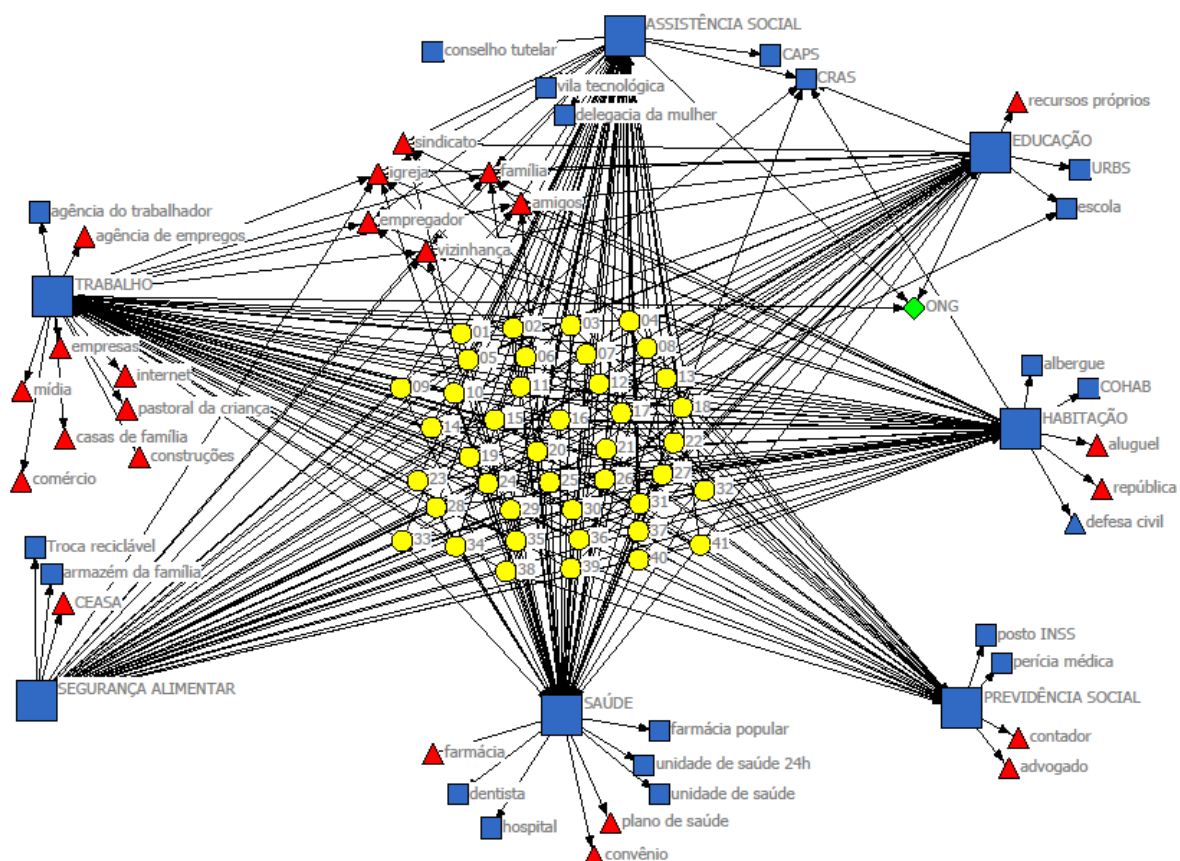 ASSISTÊNCIA SOCIAL
conselho tutelar
CAPS
CRAS
vila tecnológica
delegacia da mulher
recursos próprios
EDUCAÇÃO
URBS
escola
sindicato
igreja
família
amigos
empregador
vizinhança
agência do trabalhador
agência de empregos
TRABALHO
ONG
empresas
internet
mídia
pastoral da criança
casas de família
construções
comércio
01
02
03
04
05
06
07
08
09
10
11
12
13
14
15
16
17
18
19
20
21
22
23
24
25
26
27
28
29
30
31
32
33
34
35
36
37
38
39
40
41
albergue
COHAB
HABITAÇÃO
aluguel
república
defesa civil
Troca reciclável
armazém da família
CEASA
SEGURANÇA ALIMENTAR
SAÚDE
farmácia popular
farmácia
unidade de saúde 24h
dentista
unidade de saúde
hospital
plano de saúde
convênio
posto INSS
perícia médica
PREVIDÊNCIA SOCIAL
contador
advogado